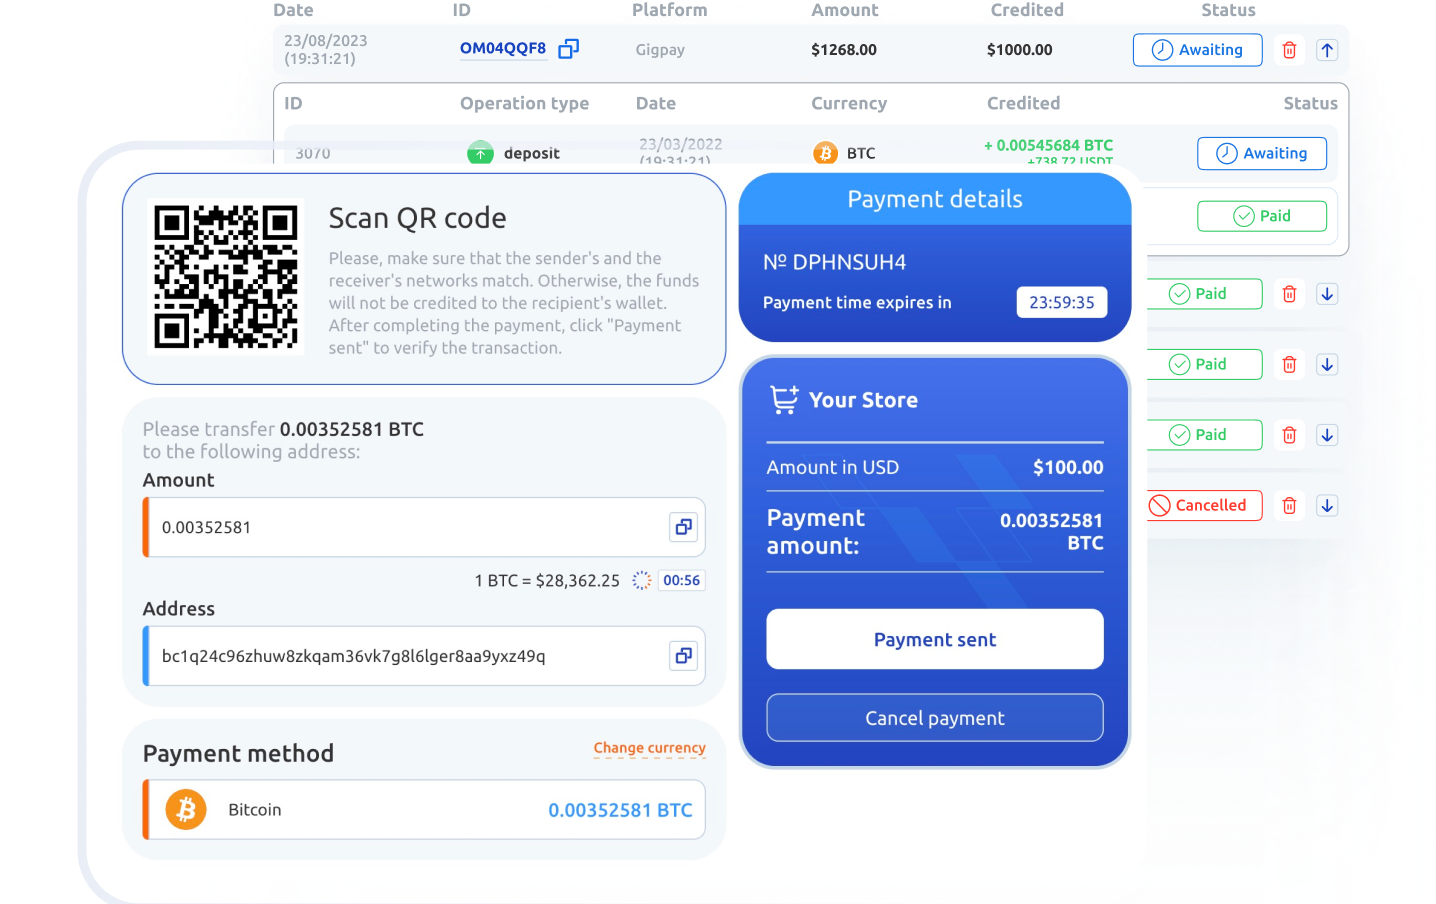 Date ID Platform Amount Credited Status
23/08/2023
(19:31:21)
OM04QQF8 Gigpay $1268.00 $1000.00 Awaiting
ID Operation type Date Currency Credited Status
3070 deposit 23/03/2022
(19:31:21)
BTC + 0.00545684 BTC
+738.72 USDT
Awaiting
Paid
Paid
Paid
Paid
Cancelled
Scan QR code
Please, make sure that the sender's and the
receiver's networks match. Otherwise, the funds
will not be credited to the recipient's wallet.
After completing the payment, click "Payment
sent" to verify the transaction.
Please transfer 0.00352581 BTC
to the following address:
Amount
0.00352581
1 BTC = $28,362.25 00:56
Address
bc1q24c96zhuw8zkqam36vk7g8l6lger8aa9yxz49q
Payment method Change currency
Bitcoin 0.00352581 BTC
Payment details
№ DPHNSUH4
Payment time expires in 23:59:35
Your Store
Amount in USD $100.00
Payment
amount:
0.00352581
BTC
Payment sent
Cancel payment